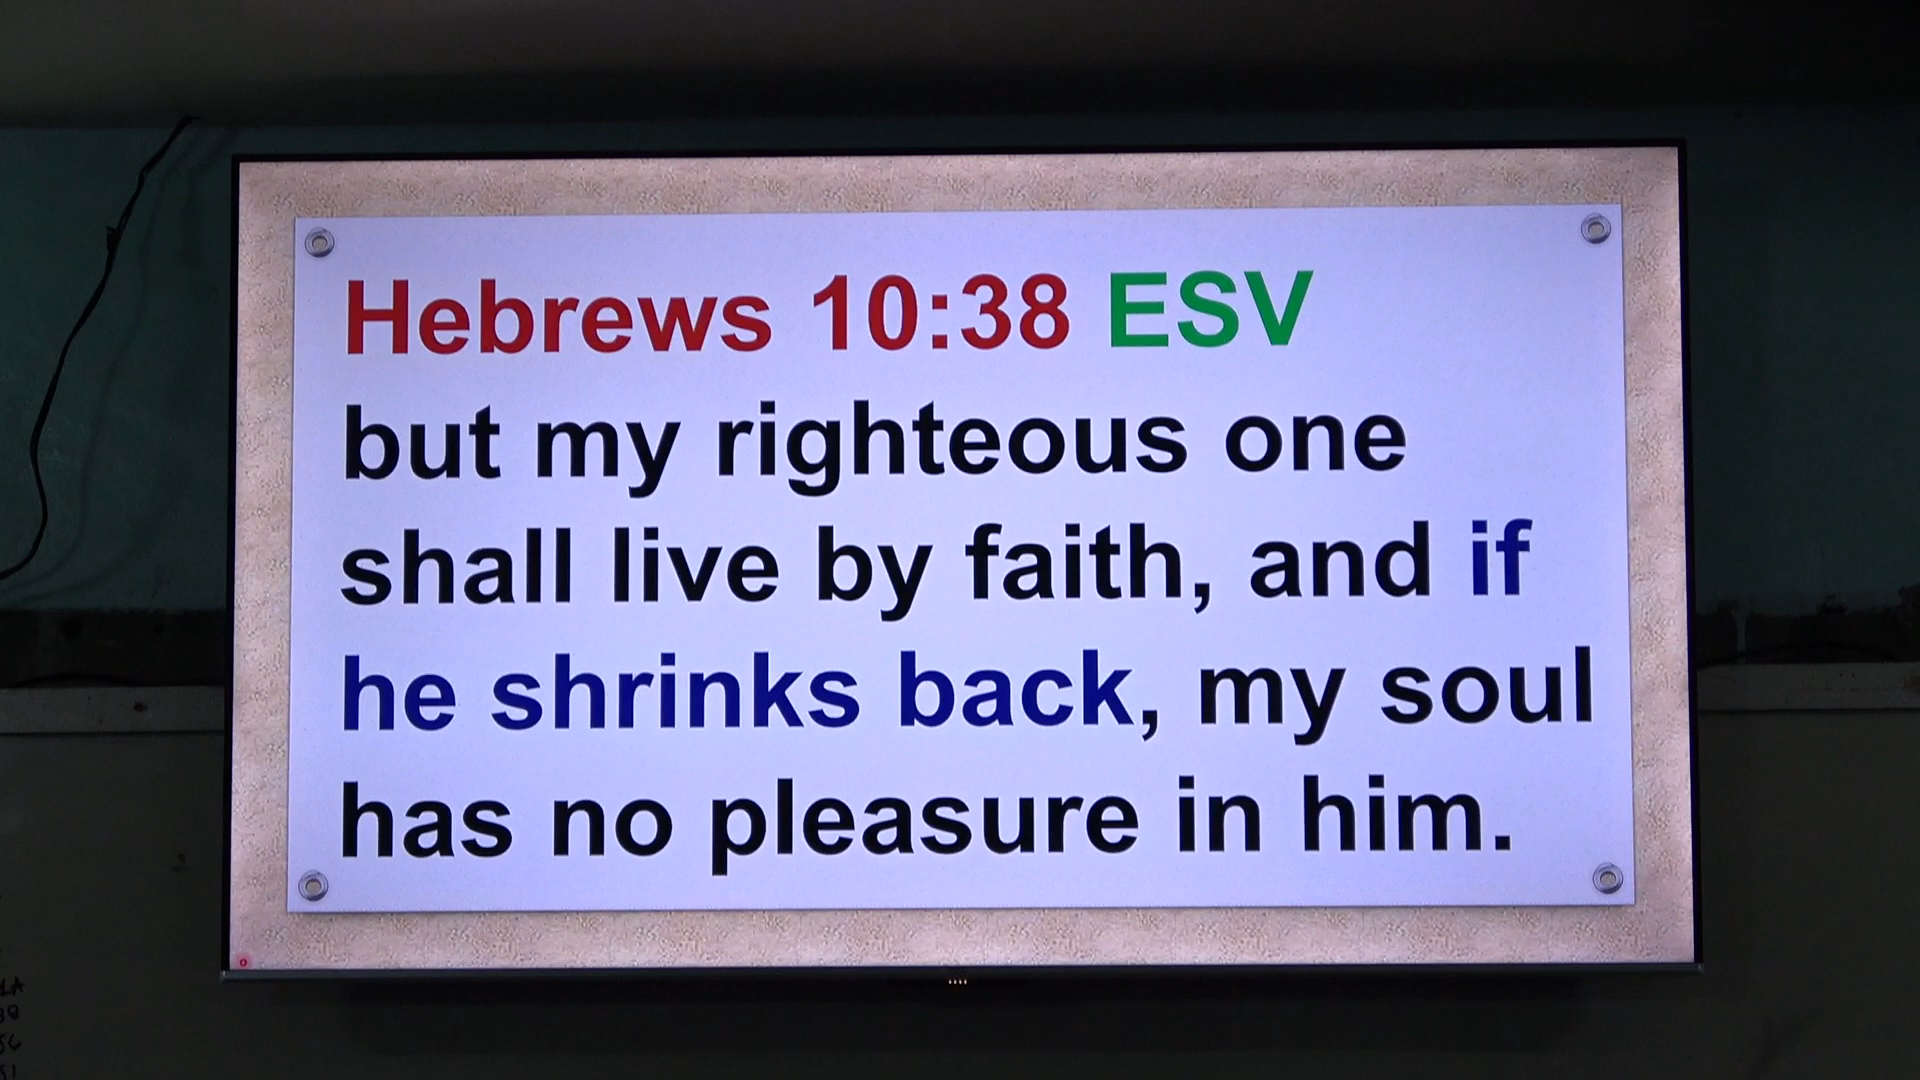 Hebrews 10:38 ESV
but my righteous one
shall live by faith, and if
he shrinks back, my soul
has no pleasure in him.